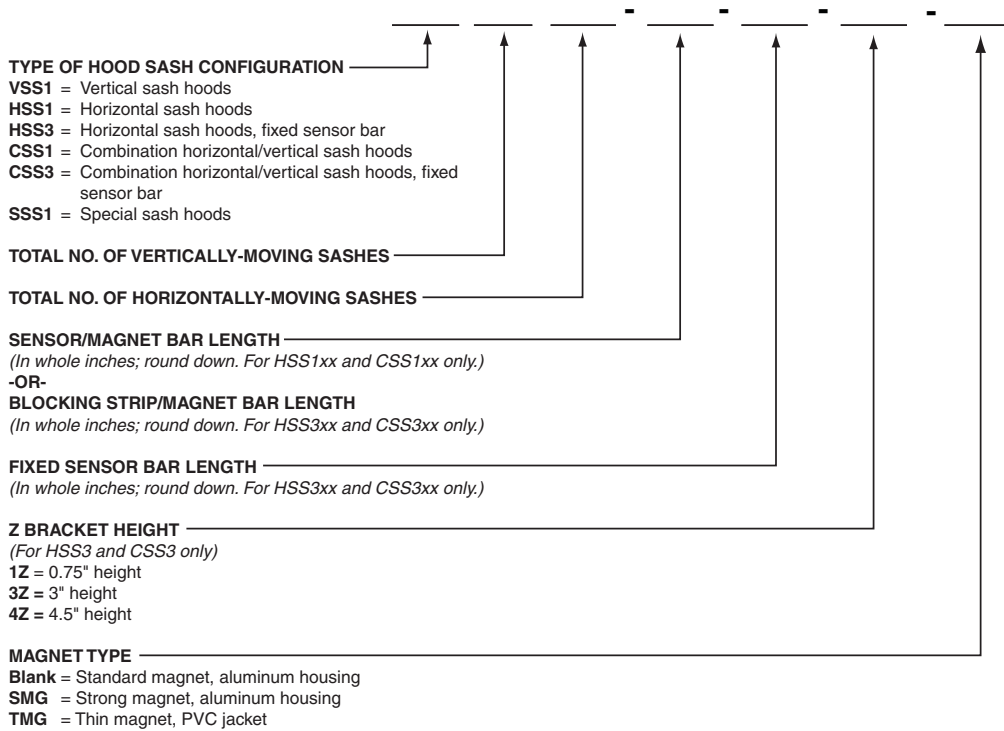 - - - -
TYPE OF HOOD SASH CONFIGURATION
VSS1 = Vertical sash hoods
HSS1 = Horizontal sash hoods
HSS3 = Horizontal sash hoods, fixed sensor bar
CSS1 = Combination horizontal/vertical sash hoods
CSS3 = Combination horizontal/vertical sash hoods, fixed
sensor bar
SSS1 = Special sash hoods
TOTAL NO. OF VERTICALLY-MOVING SASHES
TOTAL NO. OF HORIZONTALLY-MOVING SASHES
SENSOR/MAGNET BAR LENGTH
(In whole inches; round down. For HSS1xx and CSS1xx only.)
-OR-
BLOCKING STRIP/MAGNET BAR LENGTH
(In whole inches; round down. For HSS3xx and CSS3xx only.)
FIXED SENSOR BAR LENGTH
(In whole inches; round down. For HSS3xx and CSS3xx only.)
Z BRACKET HEIGHT
(For HSS3 and CSS3 only)
1Z = 0.75" height
3Z = 3" height
4Z = 4.5" height
MAGNET TYPE
Blank = Standard magnet, aluminum housing
SMG = Strong magnet, aluminum housing
TMG = Thin magnet, PVC jacket